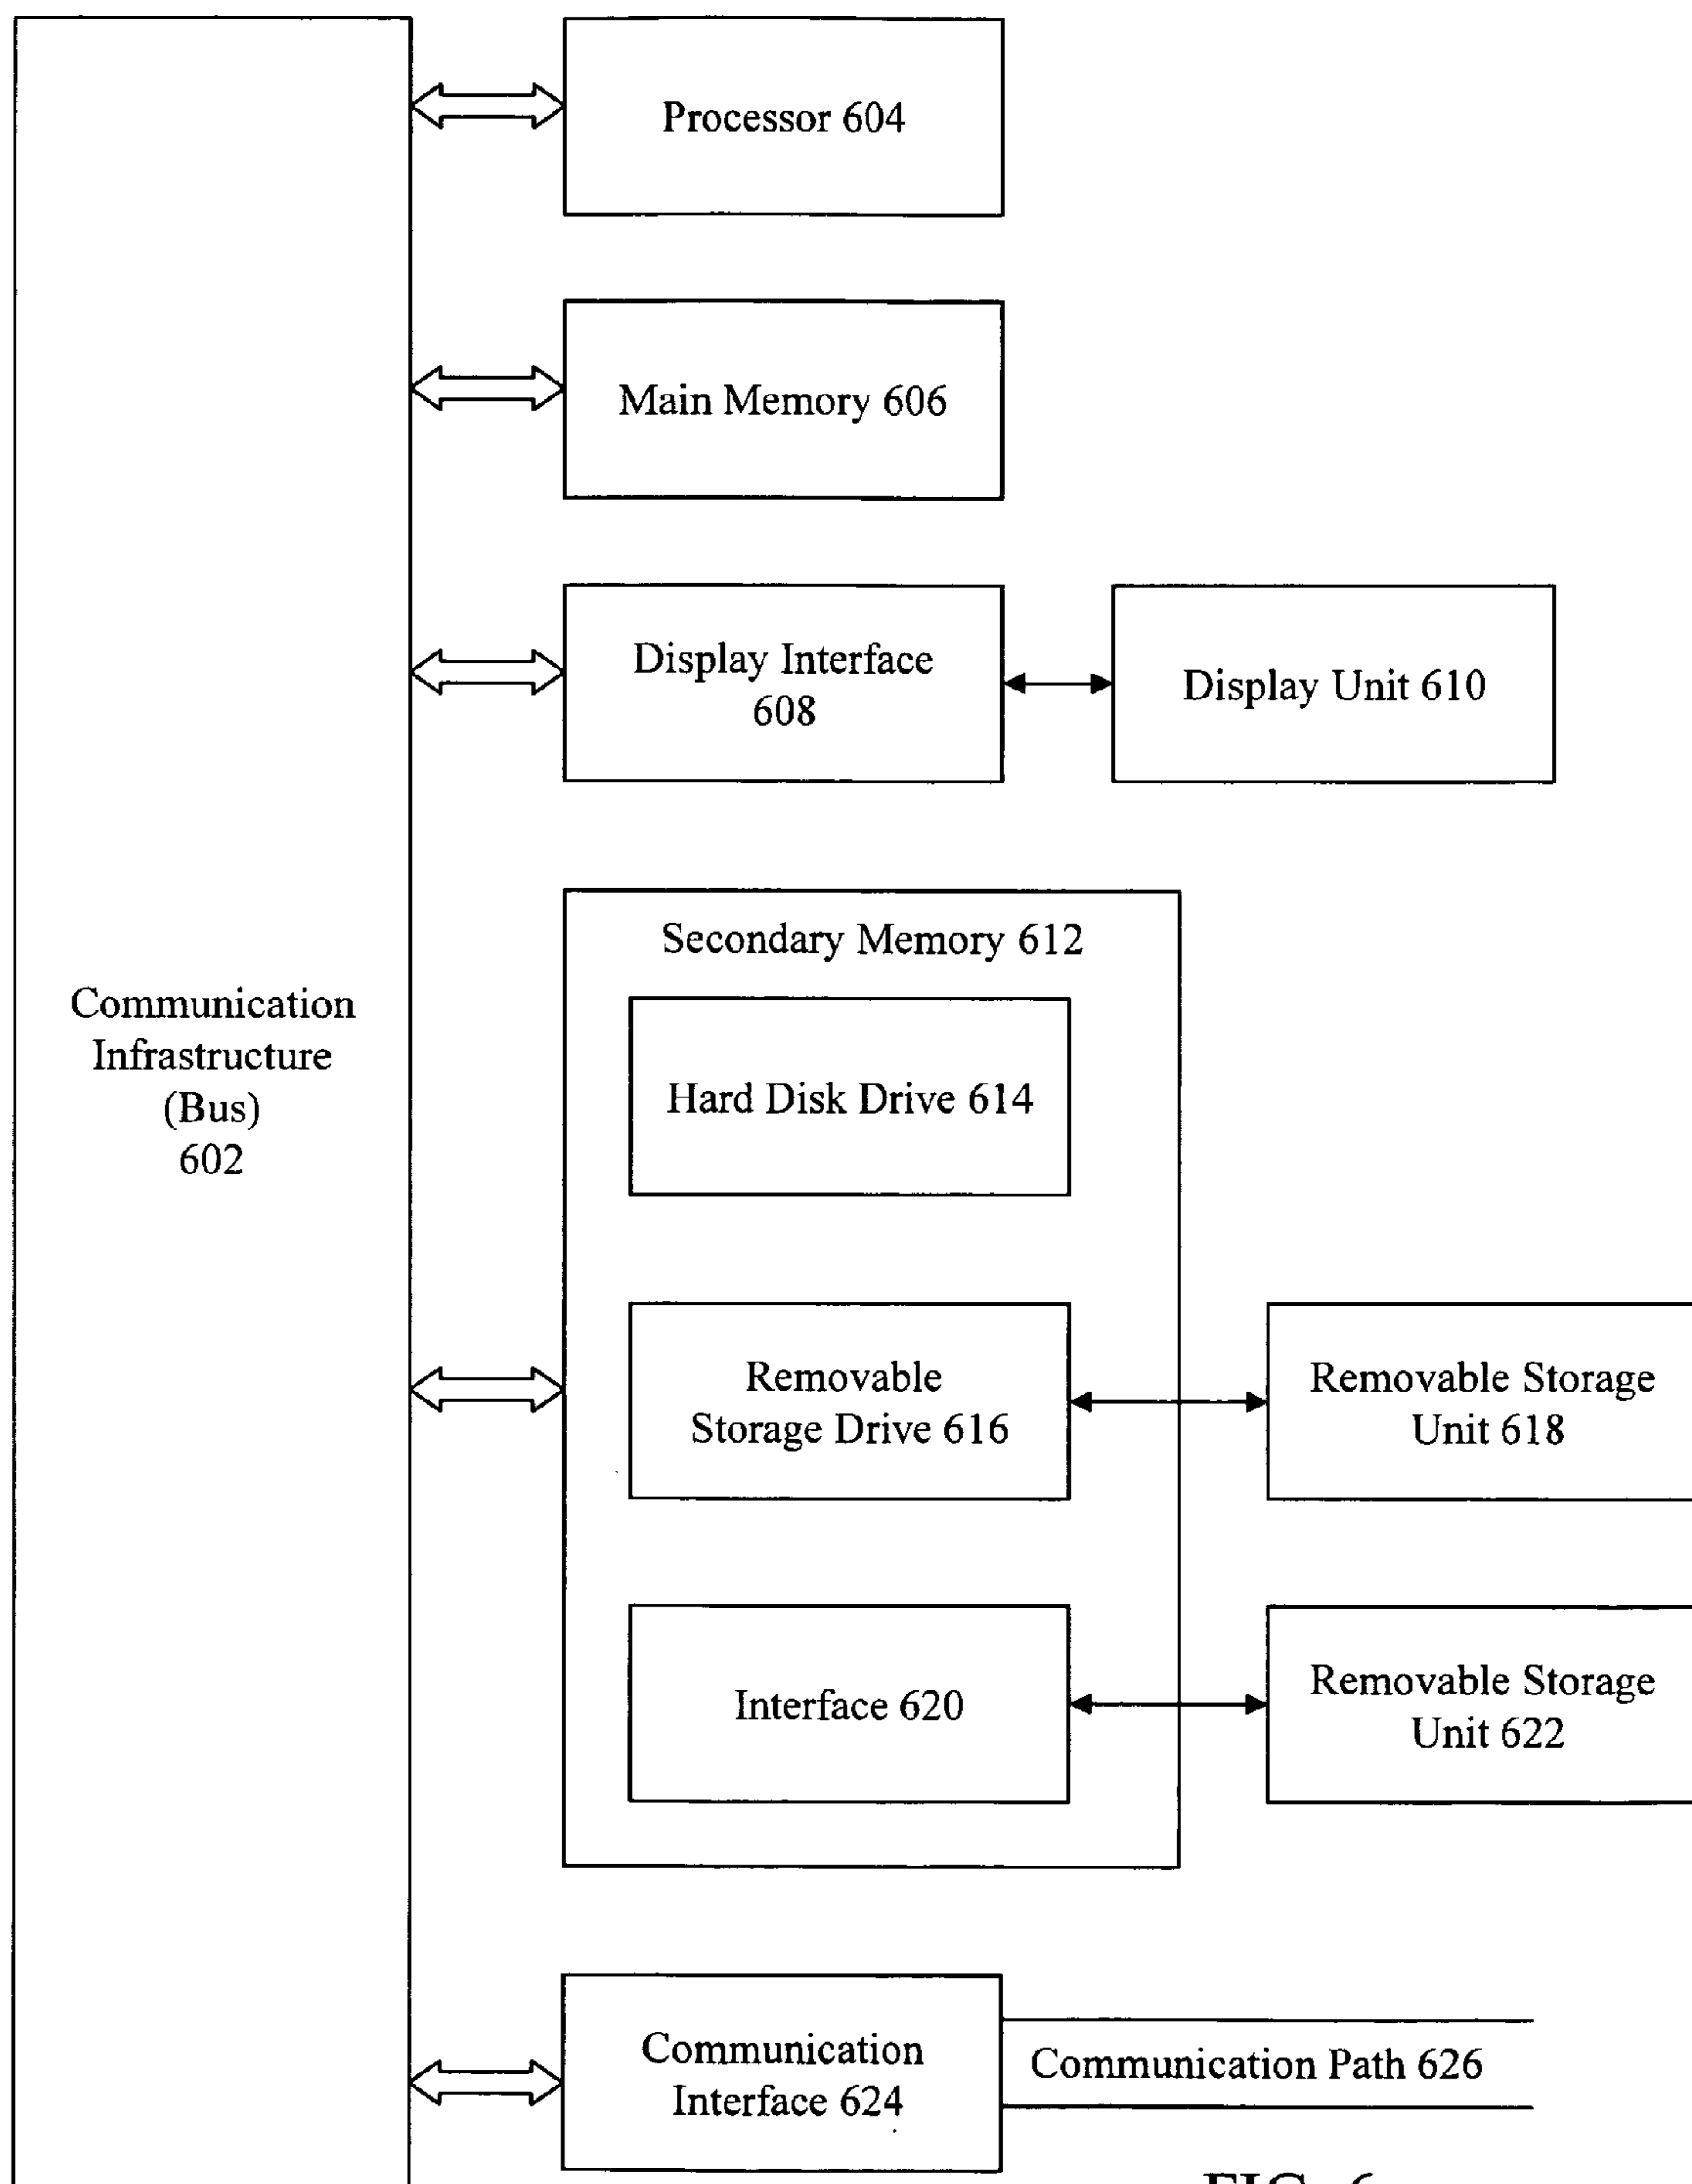 Processor 604
Main Memory 606
Display Interface
608
Display Unit 610
Secondary Memory 612
Communication
Infrastructure
(Bus)
602
Hard Disk Drive 614
Removable
Storage Drive 616
Removable Storage
Unit 618
Interface 620
Removable Storage
Unit 622
Communication
Interface 624
Communication Path 626
FIG. 6